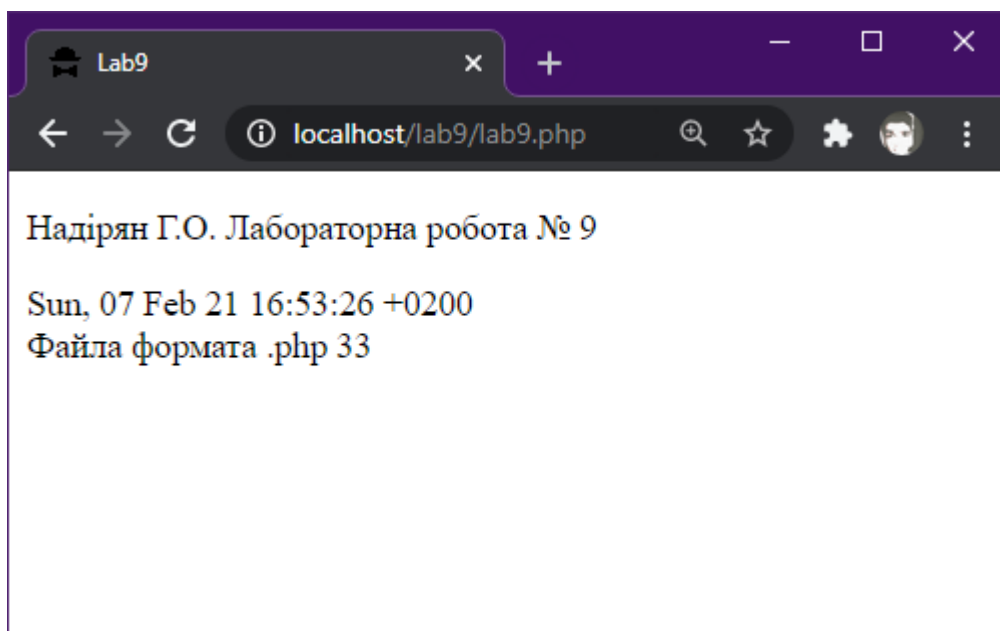 Lab9
localhost/lab9/lab9.php
Надірян Г.О. Лабораторна робота № 9
Sun, 07 Feb 21 16:53:26 +0200
Файла формата .php 33